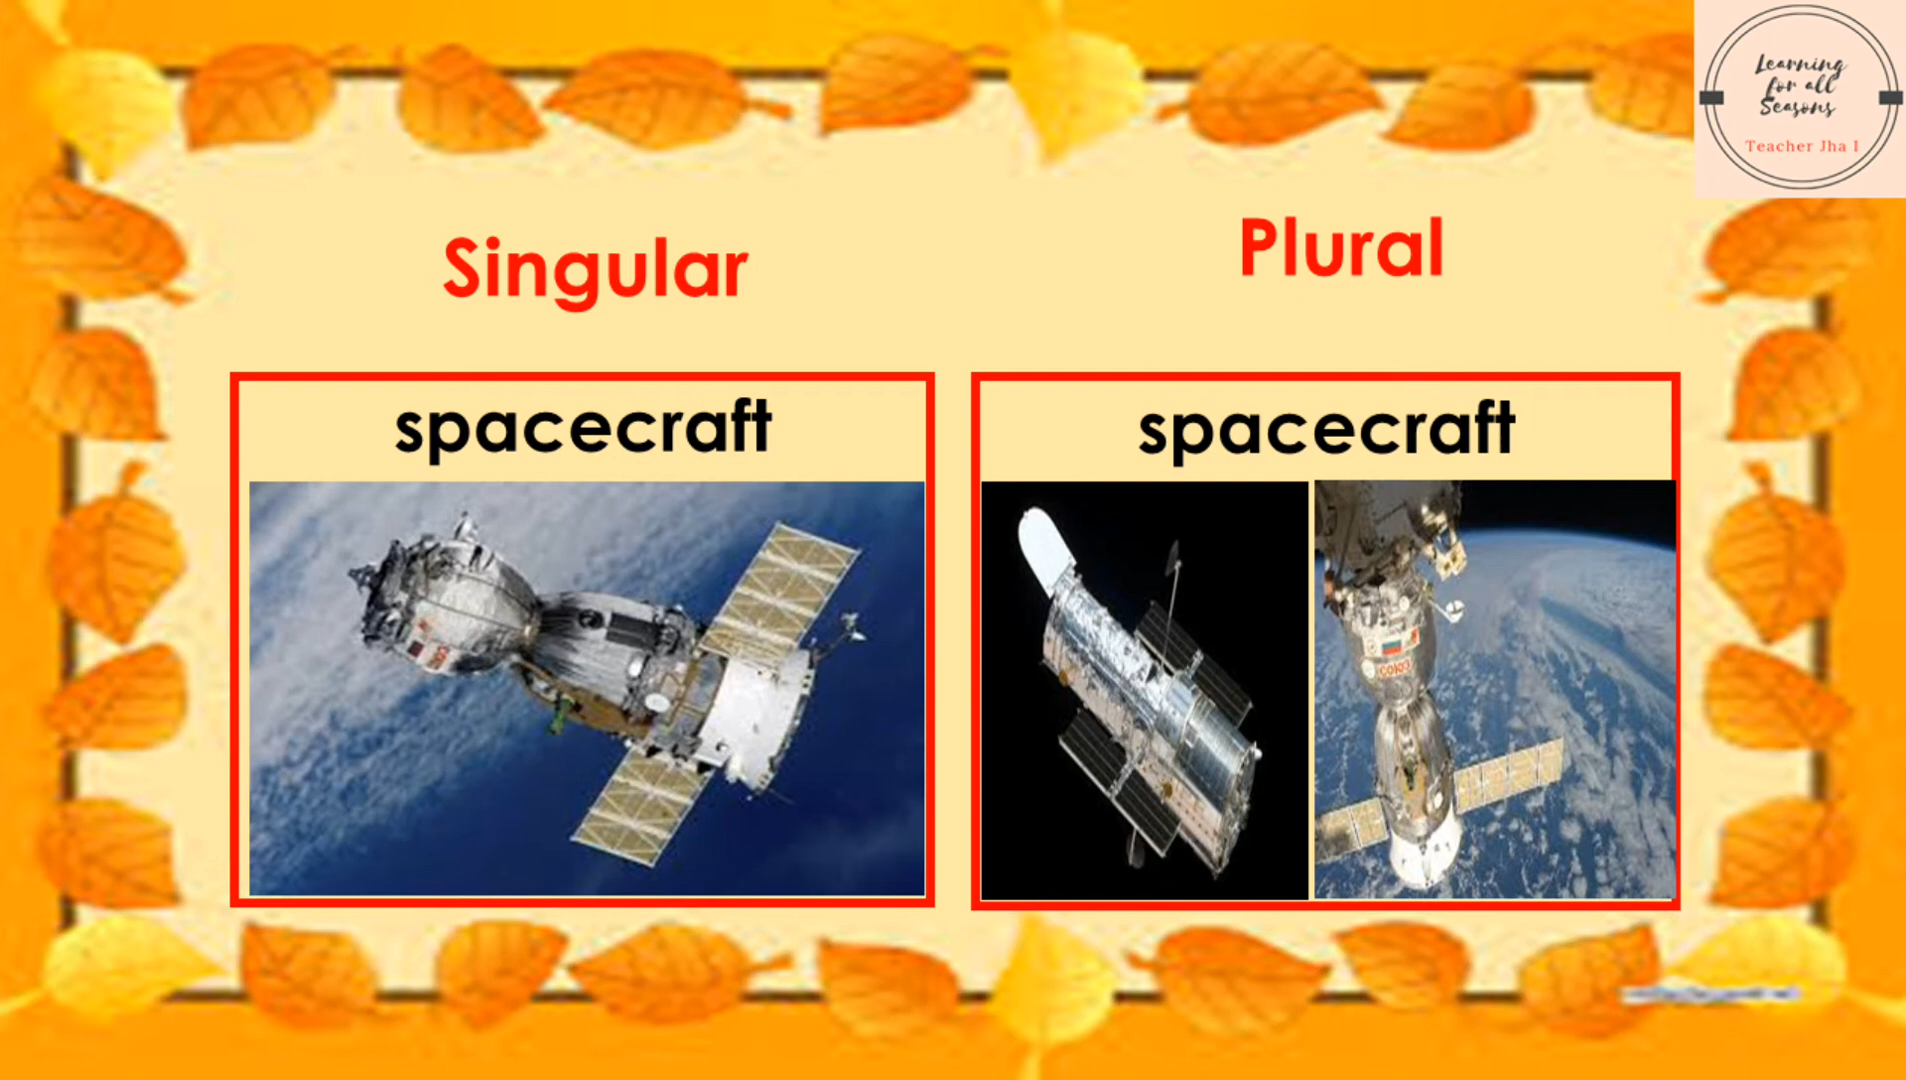 Learning
for all
Seasons
Teacher Jha I
Singular
Plural
spacecraft
spacecraft